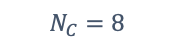 N_C = 8